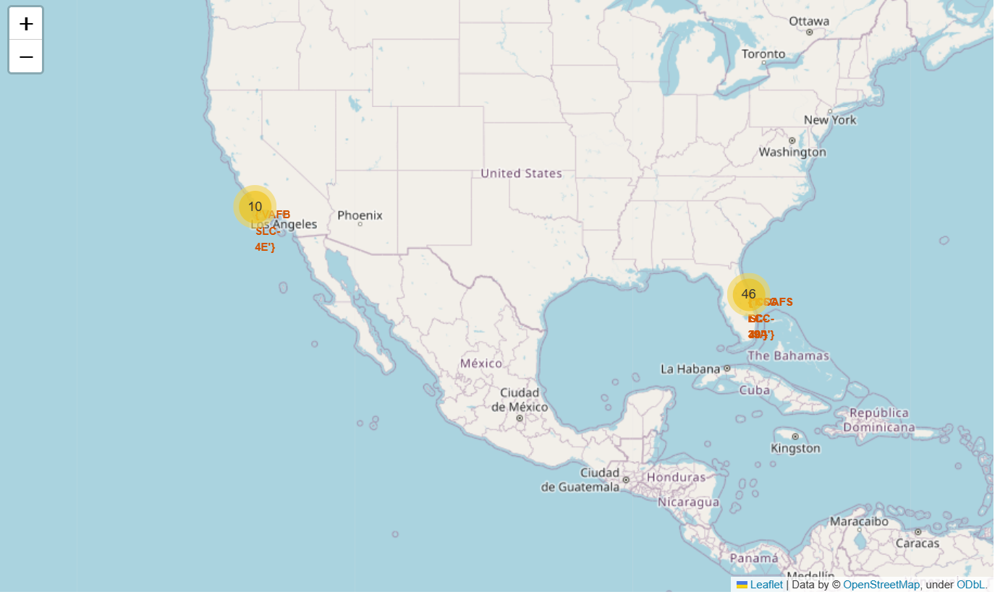 +
−
Ottawa
Toronto
New York
Washington
United States
10
Phoenix
VAFB
Los Angeles
SLC-
4E'}
46
The Bahamas
México
La Habana
Cuba
Ciudad
de México
República
Dominicana
Kingston
Ciudad
de Guatemala
Honduras
Nicaragua
Maracaibo
Caracas
Panamá
Medellín
Leaflet | Data by © OpenStreetMap, under ODbL.